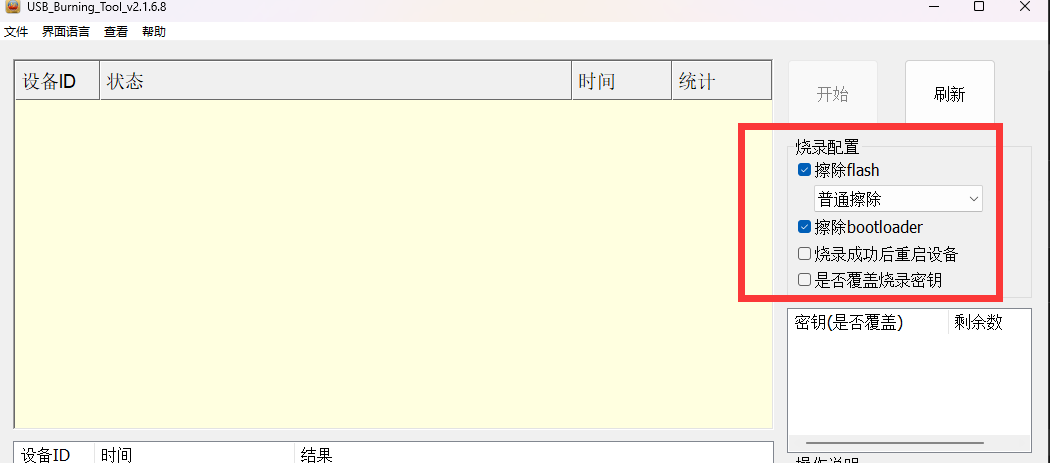 USB_Burning_Tool_v2.1.6.8
文件 界面语言 查看 帮助
设备ID 状态 时间 统计
开始 刷新
烧录配置
擦除flash
普通擦除
擦除bootloader
烧录成功后重启设备
是否覆盖烧录密钥
密钥(是否覆盖) 剩余数
设备ID 时间 结果
操作说明